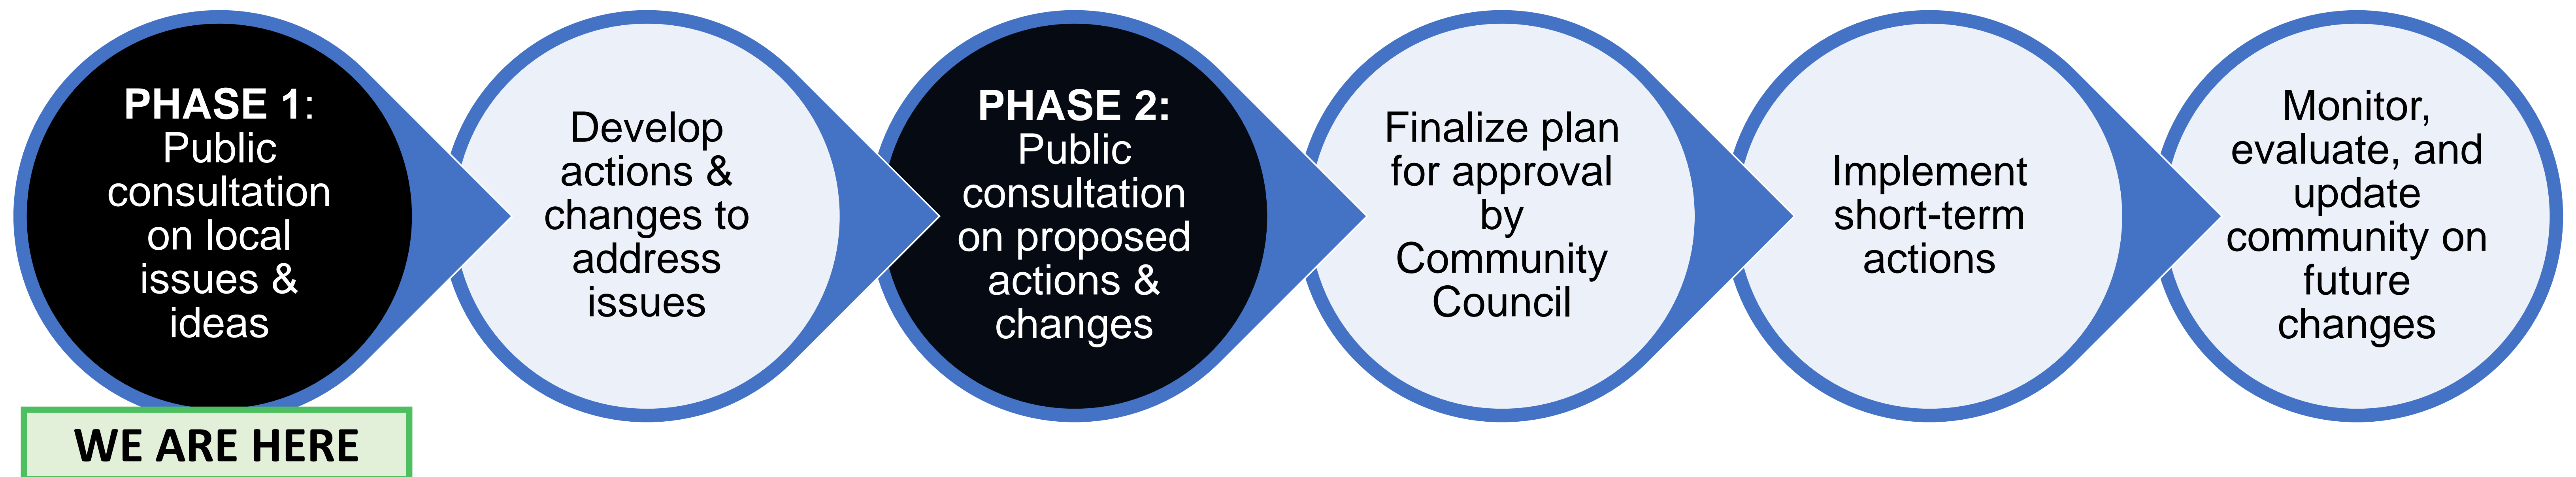 PHASE 1:
Public
consultation
on local
issues &
ideas
WE ARE HERE
Develop
actions &
changes to
address
issues
PHASE 2:
Public
consultation
on proposed
actions &
changes
Finalize plan
for approval
by
Community
Council
Implement
short-term
actions
Monitor,
evaluate, and
update
community on
future
changes